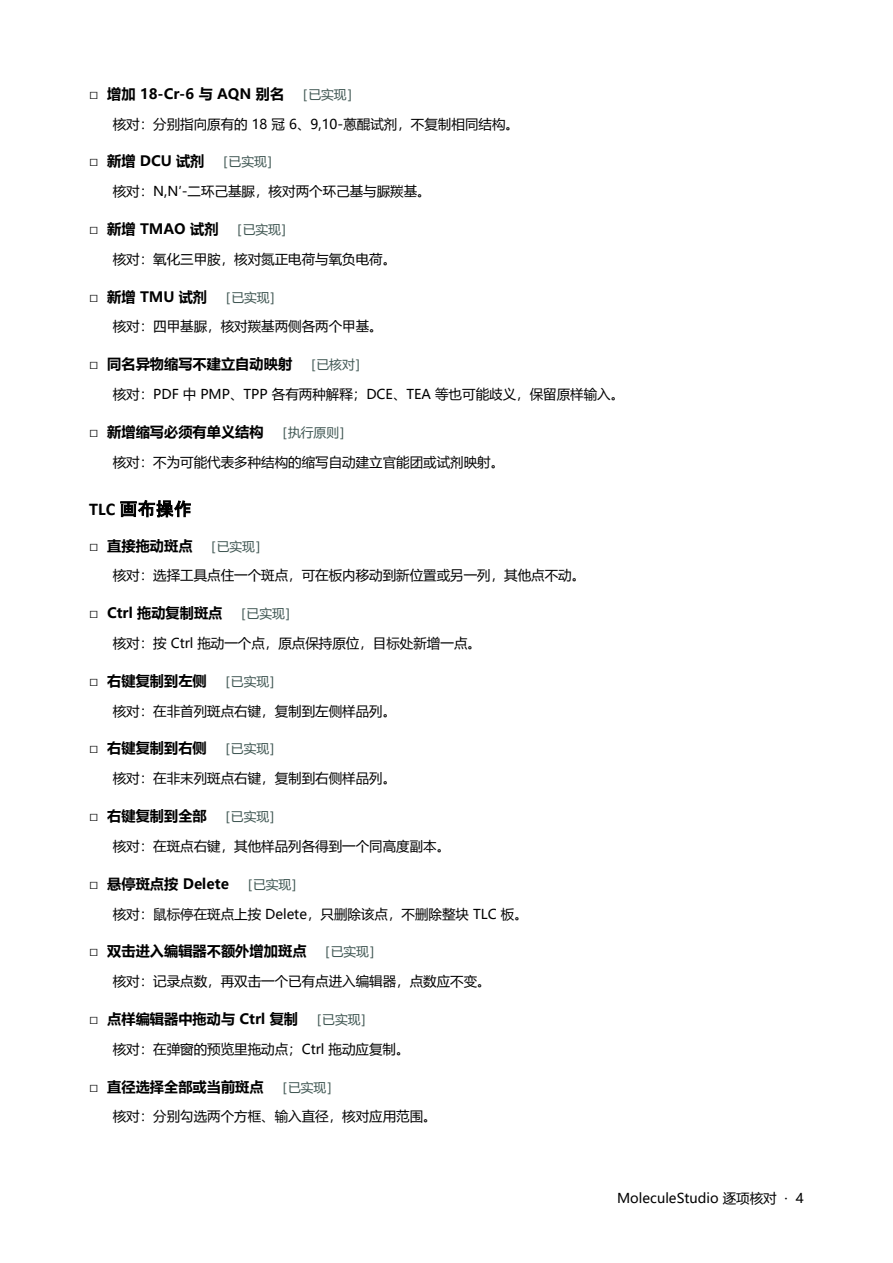 □ 增加 18-Cr-6 与 AQN 别名 [已实现]
核对：分别指向原有的 18 冠 6、9,10-蒽醌试剂，不复制相同结构。
□ 新增 DCU 试剂 [已实现]
核对：N,N′-二环己基脲，核对两个环己基与脲羰基。
□ 新增 TMAO 试剂 [已实现]
核对：氧化三甲胺，核对氮正电荷与氧负电荷。
□ 新增 TMU 试剂 [已实现]
核对：四甲基脲，核对羰基两侧各两个甲基。
□ 同名异物缩写不建立自动映射 [已核对]
核对：PDF 中 PMP、TPP 各有两种解释；DCE、TEA 等也可能歧义，保留原样输入。
□ 新增缩写必须有单义结构 [执行原则]
核对：不为可能代表多种结构的缩写自动建立官能团或试剂映射。
TLC 画布操作
□ 直接拖动斑点 [已实现]
核对：选择工具点住一个斑点，可在板内移动到新位置或另一列，其他点不动。
□ Ctrl 拖动复制斑点 [已实现]
核对：按 Ctrl 拖动一个点，原点保持原位，目标处新增一点。
□ 右键复制到左侧 [已实现]
核对：在非首列斑点右键，复制到左侧样品列。
□ 右键复制到右侧 [已实现]
核对：在非末列斑点右键，复制到右侧样品列。
□ 右键复制到全部 [已实现]
核对：在斑点右键，其他样品列各得到一个同高度副本。
□ 悬停斑点按 Delete [已实现]
核对：鼠标停在斑点上按 Delete，只删除该点，不删除整块 TLC 板。
□ 双击进入编辑器不额外增加斑点 [已实现]
核对：记录点数，再双击一个已有点进入编辑器，点数应不变。
□ 点样编辑器中拖动与 Ctrl 复制 [已实现]
核对：在弹窗的预览里拖动点；Ctrl 拖动应复制。
□ 直径选择全部或当前斑点 [已实现]
核对：分别勾选两个方框、输入直径，核对应用范围。
MoleculeStudio 逐项核对 · 4